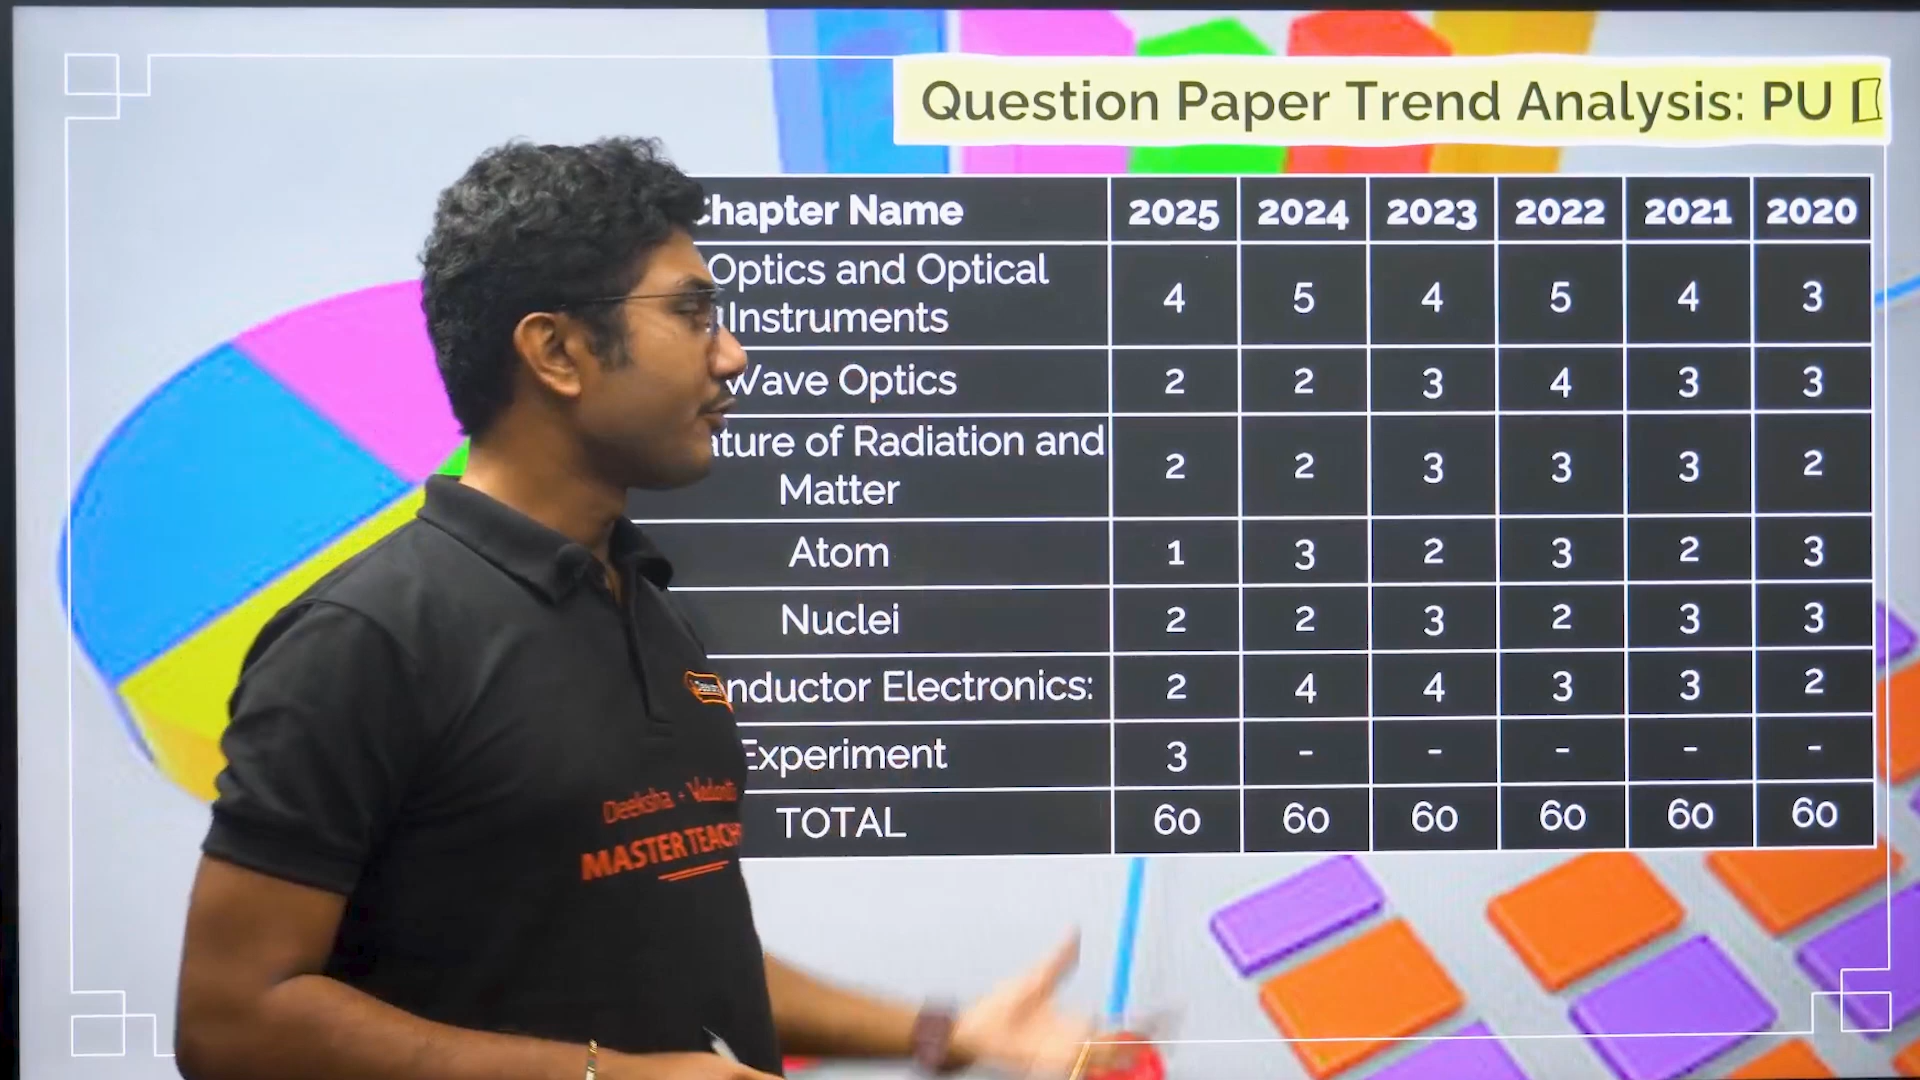 Question Paper Trend Analysis: PU
Chapter Name 2025 2024 2023 2022 2021 2020
Optics and Optical
Instruments 4 5 4 5 4 3
Wave Optics 2 2 3 4 3 3
ature of Radiation and
Matter 2 2 3 3 3 2
Atom 1 3 2 3 2 3
Nuclei 2 2 3 2 3 3
nductor Electronics: 2 4 4 3 3 2
Experiment 3 - - - - -
TOTAL 60 60 60 60 60 60
Deeksha - Vedantu
MASTER TEACH